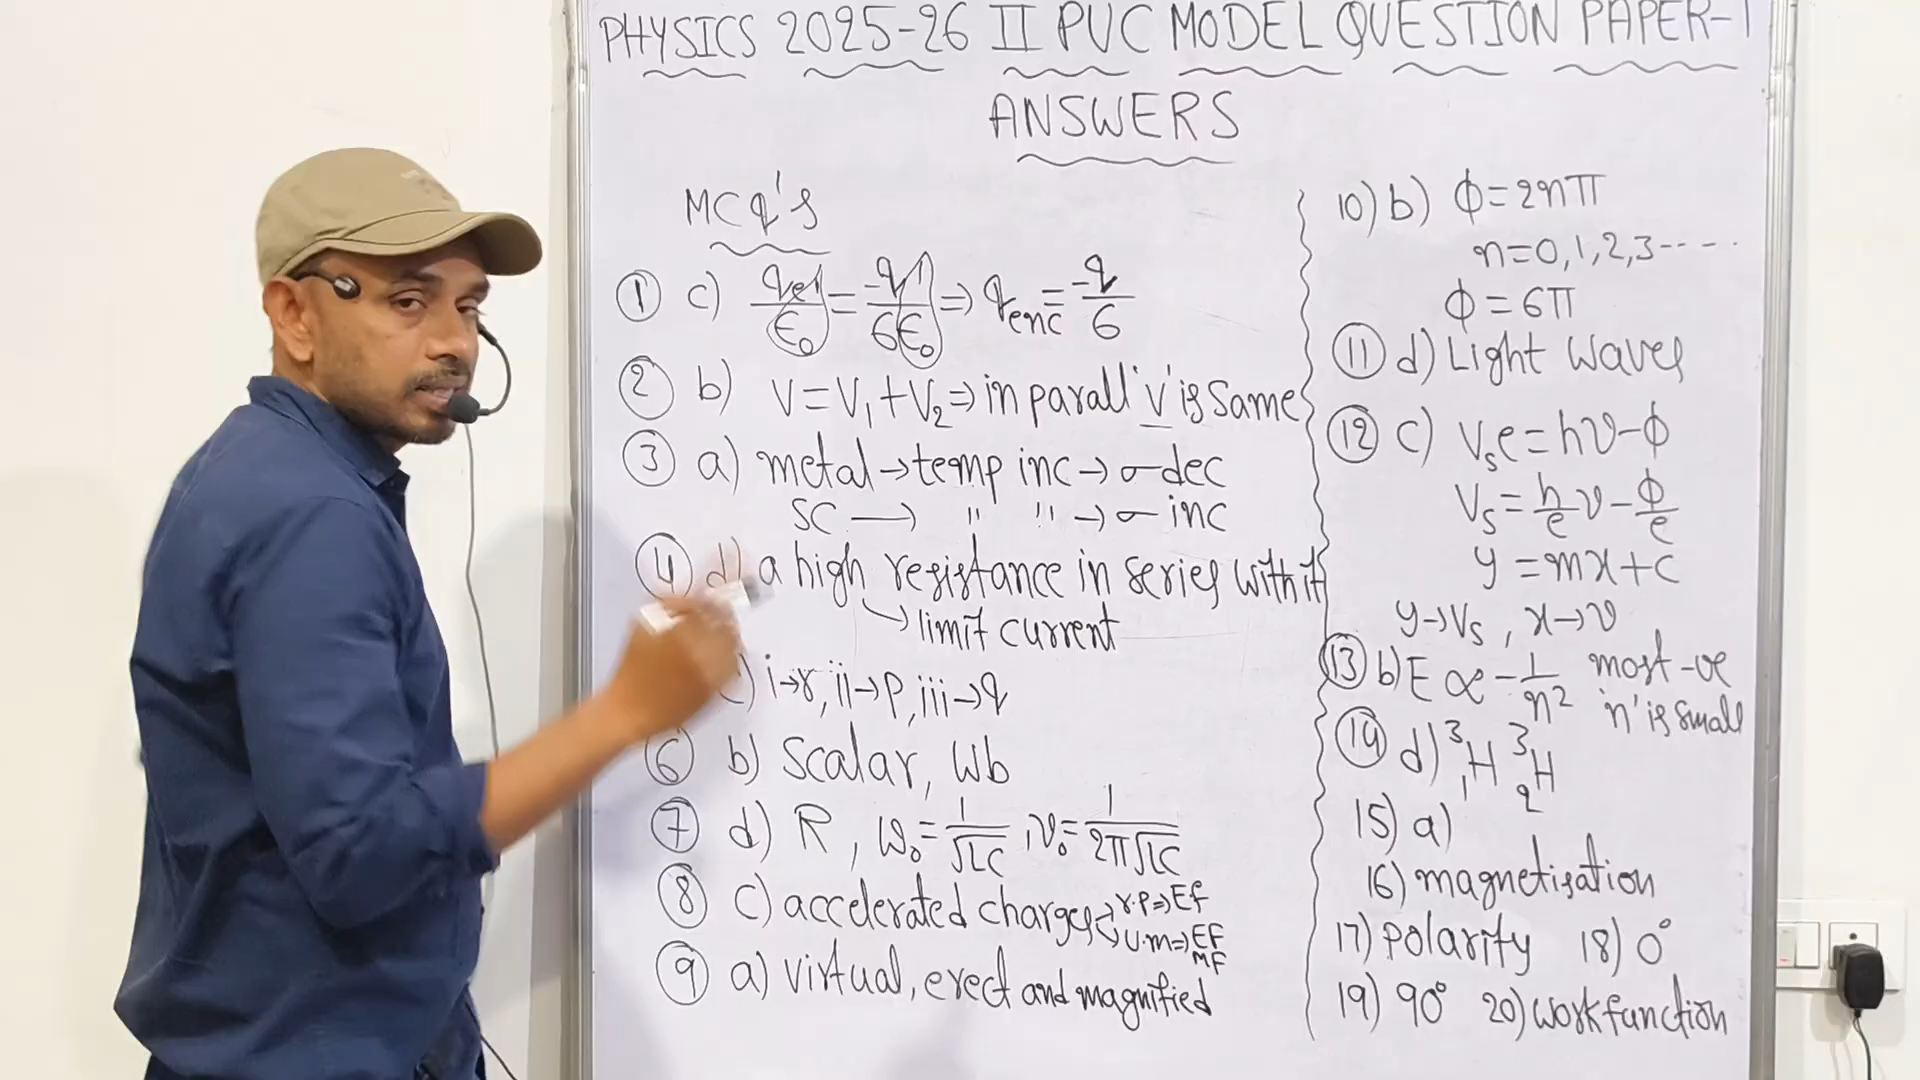 PHYSICS 2025-26 II PUC MODEL QUESTION PAPER-1
ANSWERS
MCQ's
① c) qel/ϵ₀ = -q1/6ϵ₀ ⇒ qenc = -q/6
② b) V=V₁+V₂ ⇒ in parall 'V' is same
③ a) metal → temp inc → σ dec
SC → " " → σ inc
④ d) a high resistance in series with it
→ limit current
i→r, ii→p, iii→q
⑥ b) scalar, Wb
⑦ d) R, ω₀ = 1/√LC, ν₀ = 1/2π√LC
⑧ c) accelerated charges → r.p ⇒ EF
→ U.m ⇒ EF
MF
⑨ a) virtual, erect and magnified
10) b) ϕ = 2nπ
n=0,1,2,3-----
ϕ = 6π
⑪ d) Light waves
⑫ c) Vₛe = hν-ϕ
Vₛ = h/e ν - ϕ/e
y = mx+c
y→Vₛ, x→ν
⑬ b) E ∝ -1/n² most -ve
'n' is small
⑭ d) ³₁H ³₂H
15) a)
16) magnetisation
17) polarity 18) 0°
19) 90° 20) workfunction